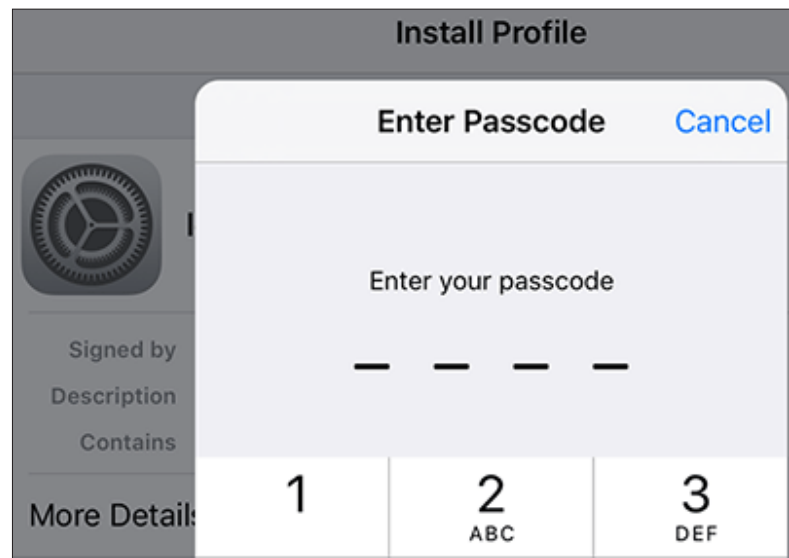 Install Profile
Enter Passcode Cancel
Enter your passcode
Signed by
Description
Contains
More Details
1 2 3
ABC DEF